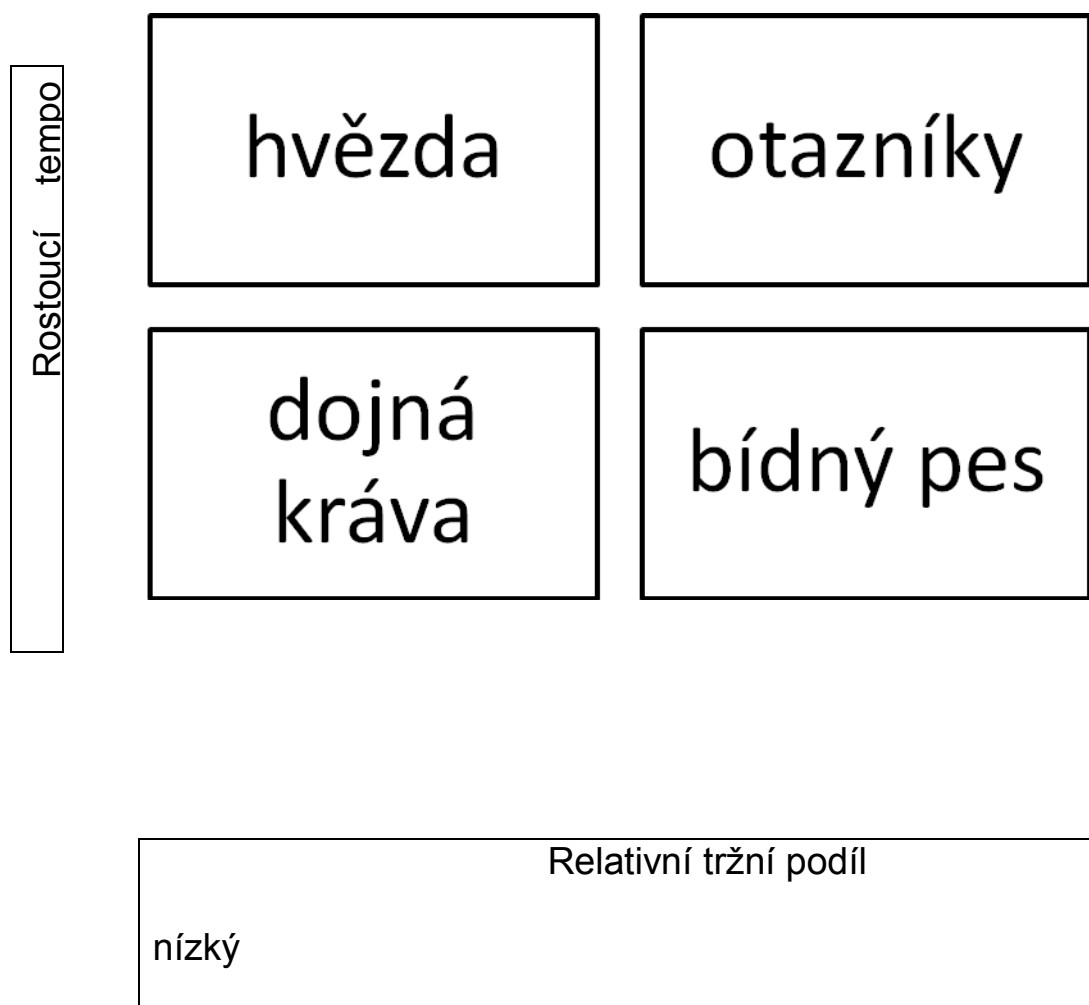 Rostoucí tempo
hvězda
otazníky
dojná
kráva
bídný pes
Relativní tržní podíl
nízký